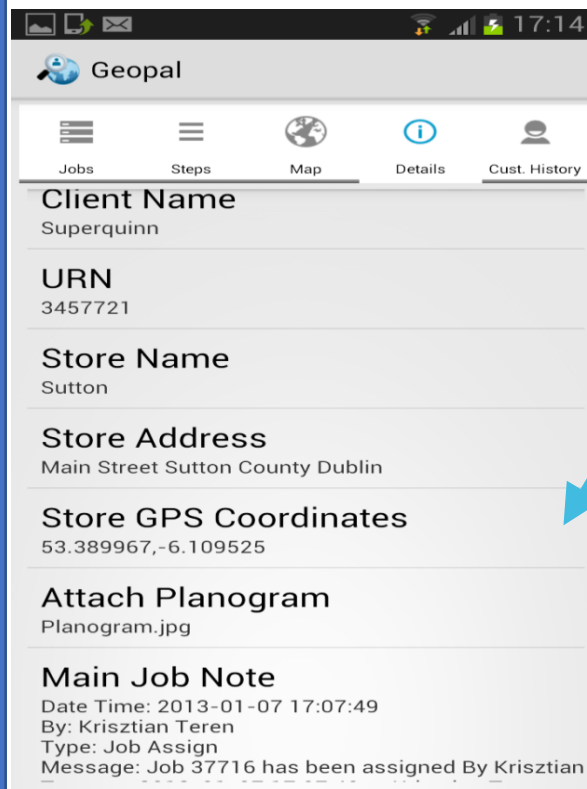 17:14
Geopal
Jobs Steps Map Details Cust. History
Client Name
Superquinn
URN
3457721
Store Name
Sutton
Store Address
Main Street Sutton County Dublin
Store GPS Coordinates
53.389967,-6.109525
Attach Planogram
Planogram.jpg
Main Job Note
Date Time: 2013-01-07 17:07:49
By: Krisztian Teren
Type: Job Assign
Message: Job 37716 has been assigned By Krisztian